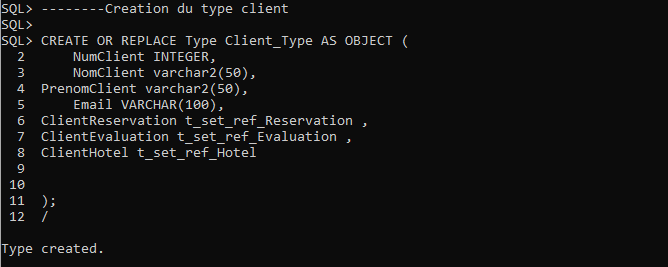 SQL> --------Creation du type client
SQL>
SQL> CREATE OR REPLACE Type Client_Type AS OBJECT (
  2      NumClient INTEGER,
  3      NomClient varchar2(50),
  4  PrenomClient varchar2(50),
  5      Email VARCHAR(100),
  6  ClientReservation t_set_ref_Reservation ,
  7  ClientEvaluation t_set_ref_Evaluation ,
  8  ClientHotel t_set_ref_Hotel
  9
 10
 11  );
 12  /
Type created.